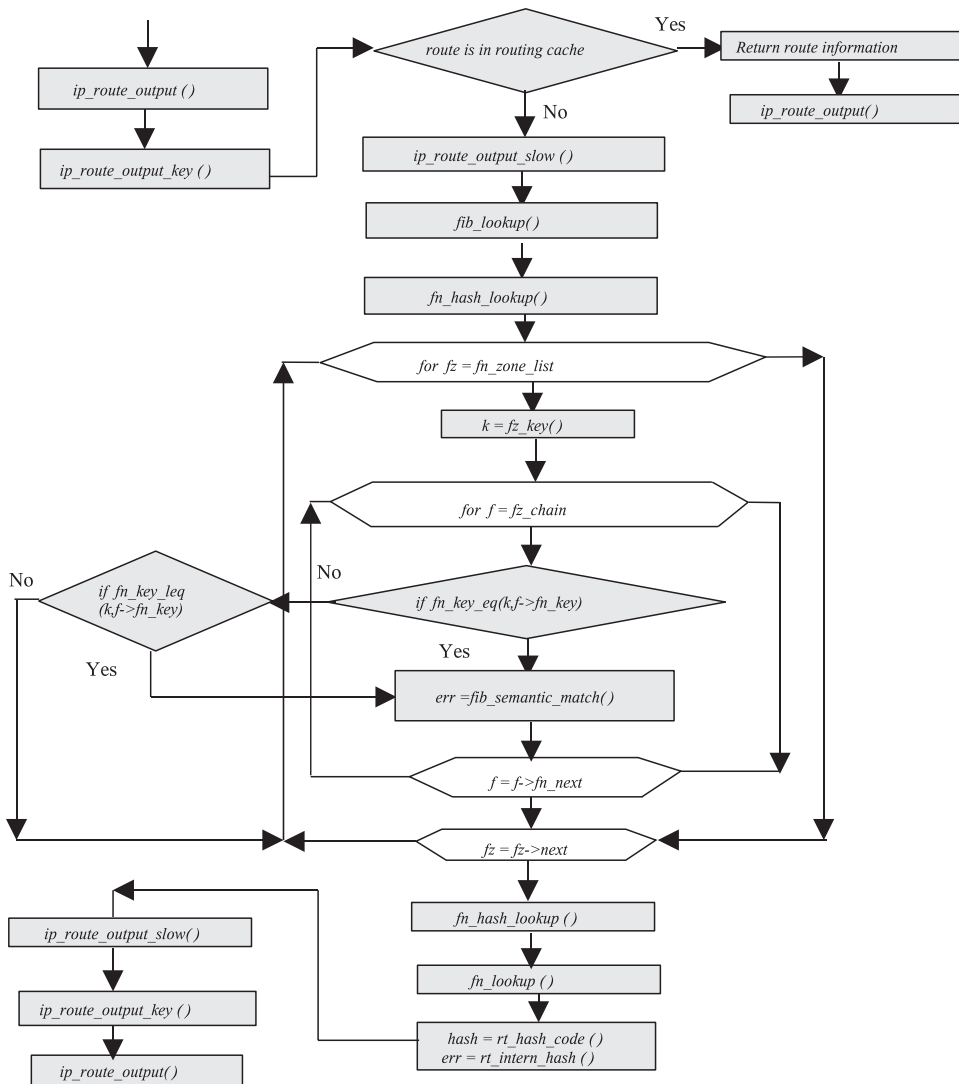 Yes
route is in routing cache
Return route information
ip_route_output ( )
ip_route_output()
No
ip_route_output_key ( )
ip_route_output_slow ( )
fib_lookup()
fn_hash_lookup()
for fz = fn_zone_list
k = fz_key()
for f = fz_chain
No
No
if fn_key_leq
(k,f->fn_key)
if fn_key_eq(k,f->fn_key)
Yes
Yes
err =fib_semantic_match()
f = f->fn_next
fz = fz->next
fn_hash_lookup ( )
ip_route_output_slow()
fn_lookup ( )
ip_route_output_key ( )
hash = rt_hash_code ( )
err = rt_intern_hash ( )
ip_route_output()